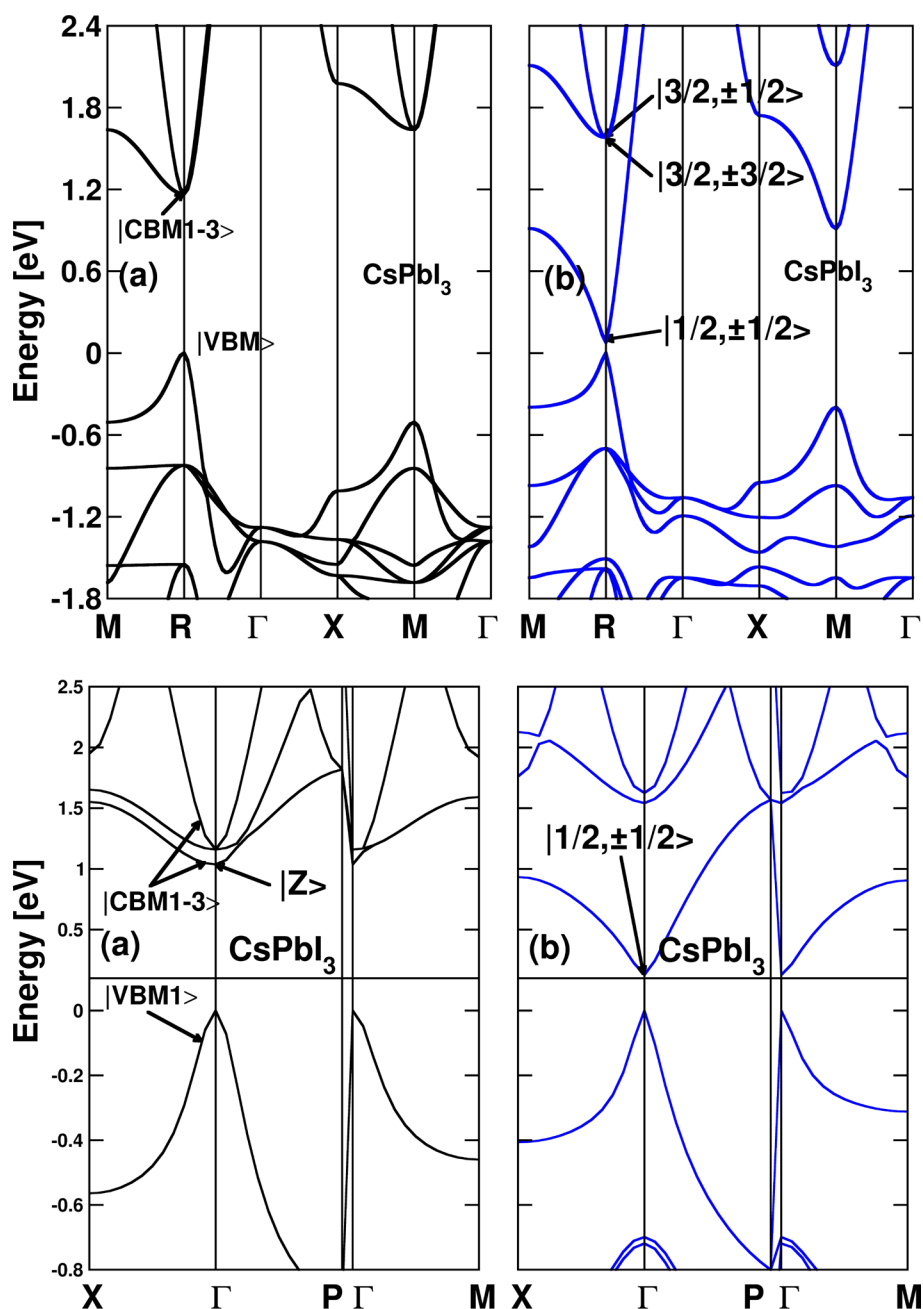 2.4
1.8
1.2
0.6
0
-0.6
-1.2
-1.8
Energy [eV]
|CBM1-3>
(a)
CsPbI3
|VBM>
M R Γ X M Γ
|3/2,±1/2>
|3/2,±3/2>
(b)
CsPbI3
|1/2,±1/2>
M R Γ X M Γ
2.5
2
1.5
1
0.5
0
-0.2
-0.4
-0.6
-0.8
Energy [eV]
|CBM1-3>
|Z>
(a)
CsPbI3
|VBM1>
X Γ P Γ M
|1/2,±1/2>
(b)
CsPbI3
X Γ P Γ M